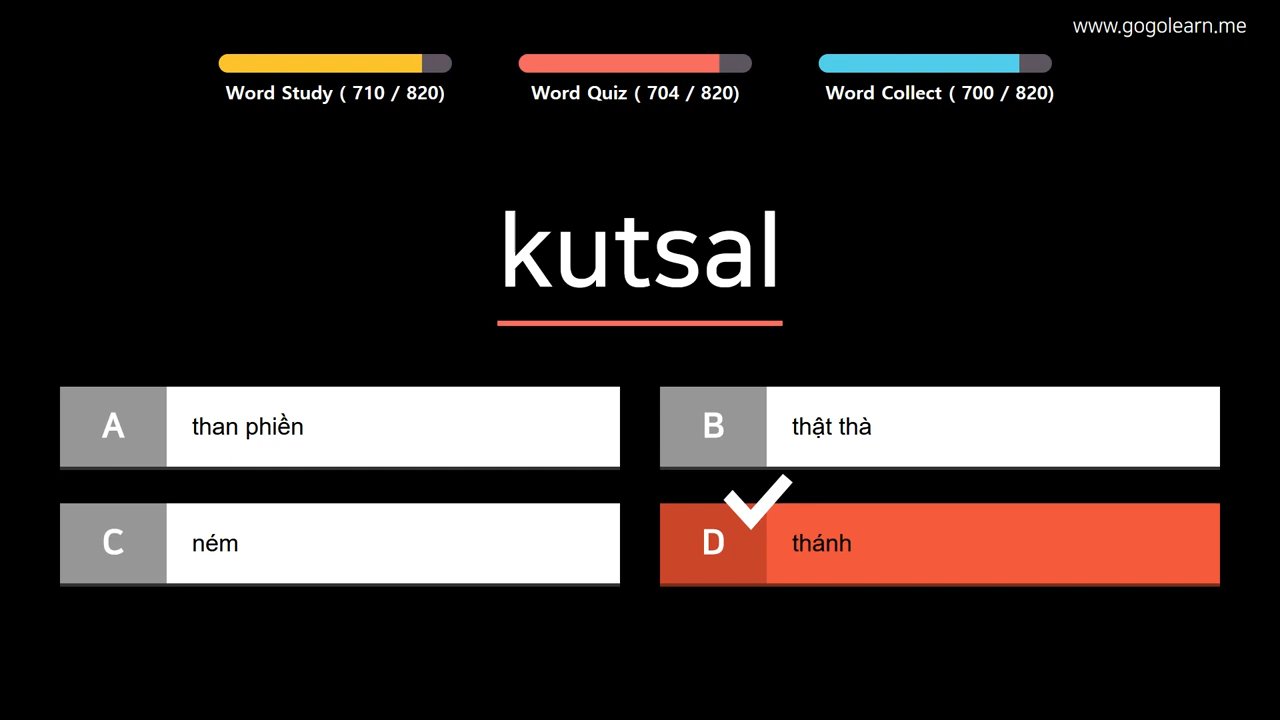 www.gogolearn.me
Word Study ( 710 / 820)
Word Quiz ( 704 / 820)
Word Collect ( 700 / 820)
kutsal
A than phiền
B thật thà
C ném
D thánh